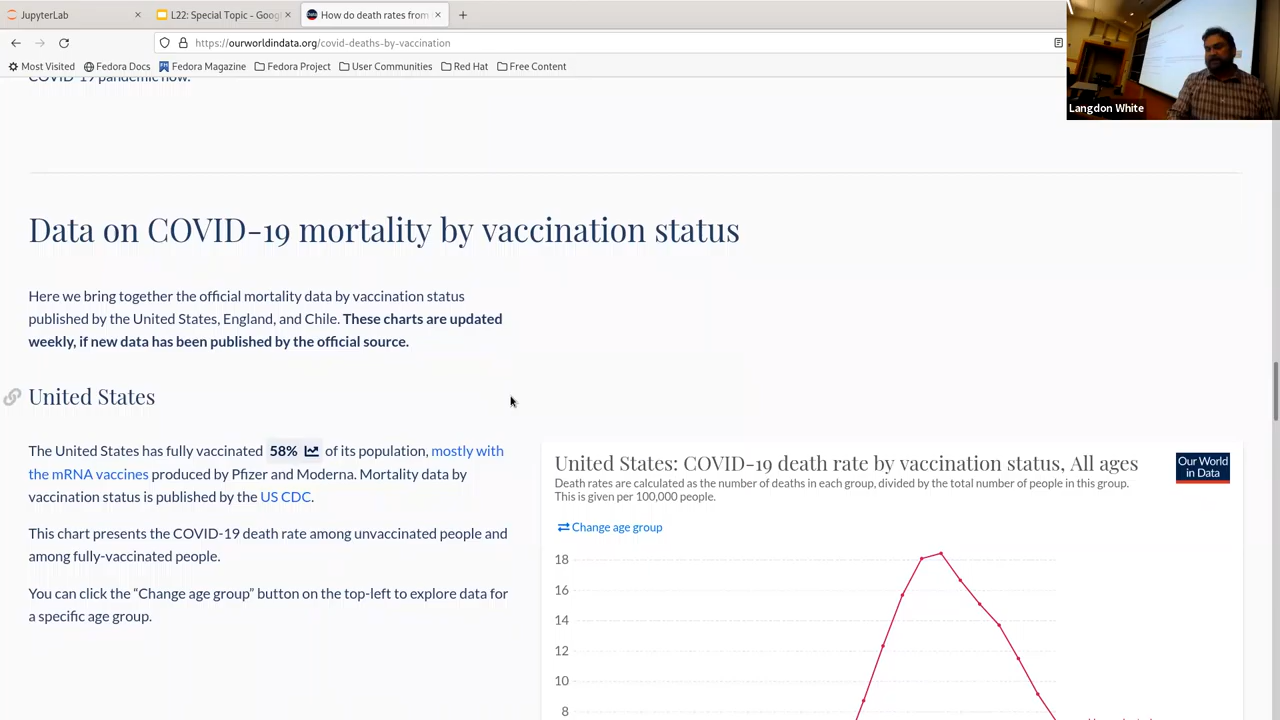 JupyterLab
L22: Special Topic - Goog
How do death rates from
https://ourworldindata.org/covid-deaths-by-vaccination
Most Visited
Fedora Docs
Fedora Magazine
Fedora Project
User Communities
Red Hat
Free Content
Langdon White
COVID-19 pandemic now.
Data on COVID-19 mortality by vaccination status
Here we bring together the official mortality data by vaccination status
published by the United States, England, and Chile. These charts are updated
weekly, if new data has been published by the official source.
United States
The United States has fully vaccinated 58% of its population, mostly with
the mRNA vaccines produced by Pfizer and Moderna. Mortality data by
vaccination status is published by the US CDC.
This chart presents the COVID-19 death rate among unvaccinated people and
among fully-vaccinated people.
You can click the “Change age group” button on the top-left to explore data for
a specific age group.
United States: COVID-19 death rate by vaccination status, All ages
Our World
in Data
Death rates are calculated as the number of deaths in each group, divided by the total number of people in this group.
This is given per 100,000 people.
Change age group
18
16
14
12
10
8